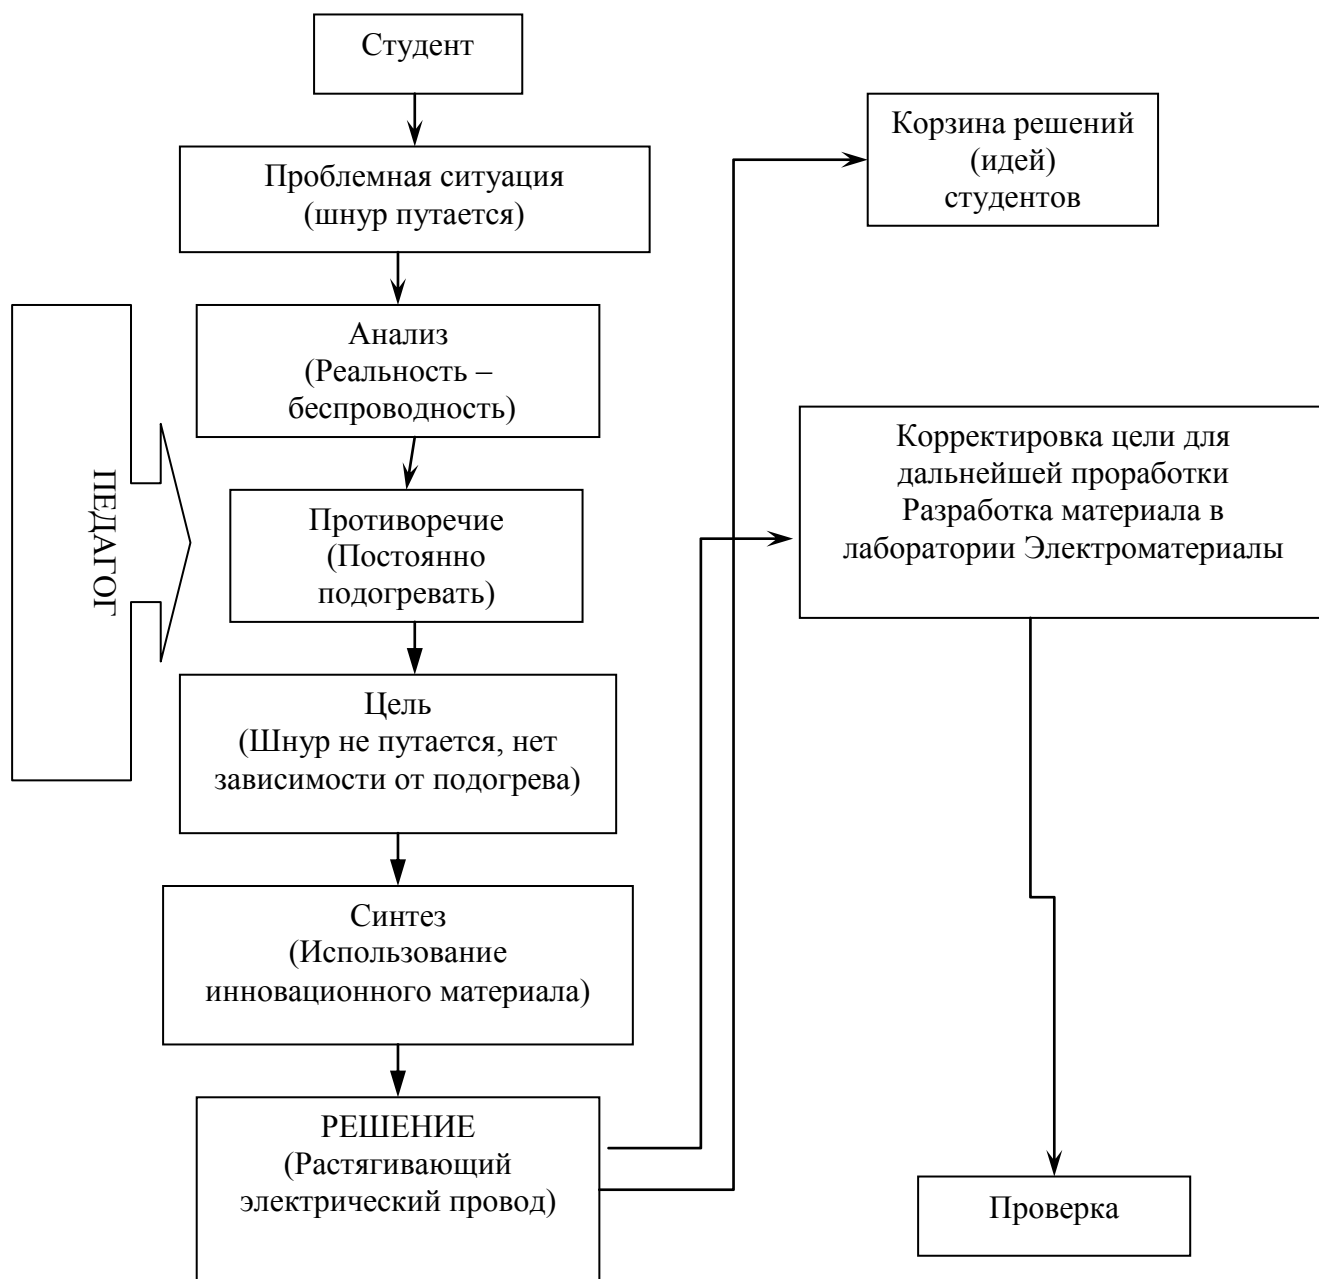 Студент
Проблемная ситуация
(шнур путается)
Анализ
(Реальность –
беспроводность)
ПЕДАГОГ
Противоречие
(Постоянно
подогревать)
Цель
(Шнур не путается, нет
зависимости от подогрева)
Синтез
(Использование
инновационного материала)
РЕШЕНИЕ
(Растягивающий
электрический провод)
Корзина решений
(идей)
студентов
Корректировка цели для
дальнейшей проработки
Разработка материала в
лаборатории Электроматериалы
Проверка